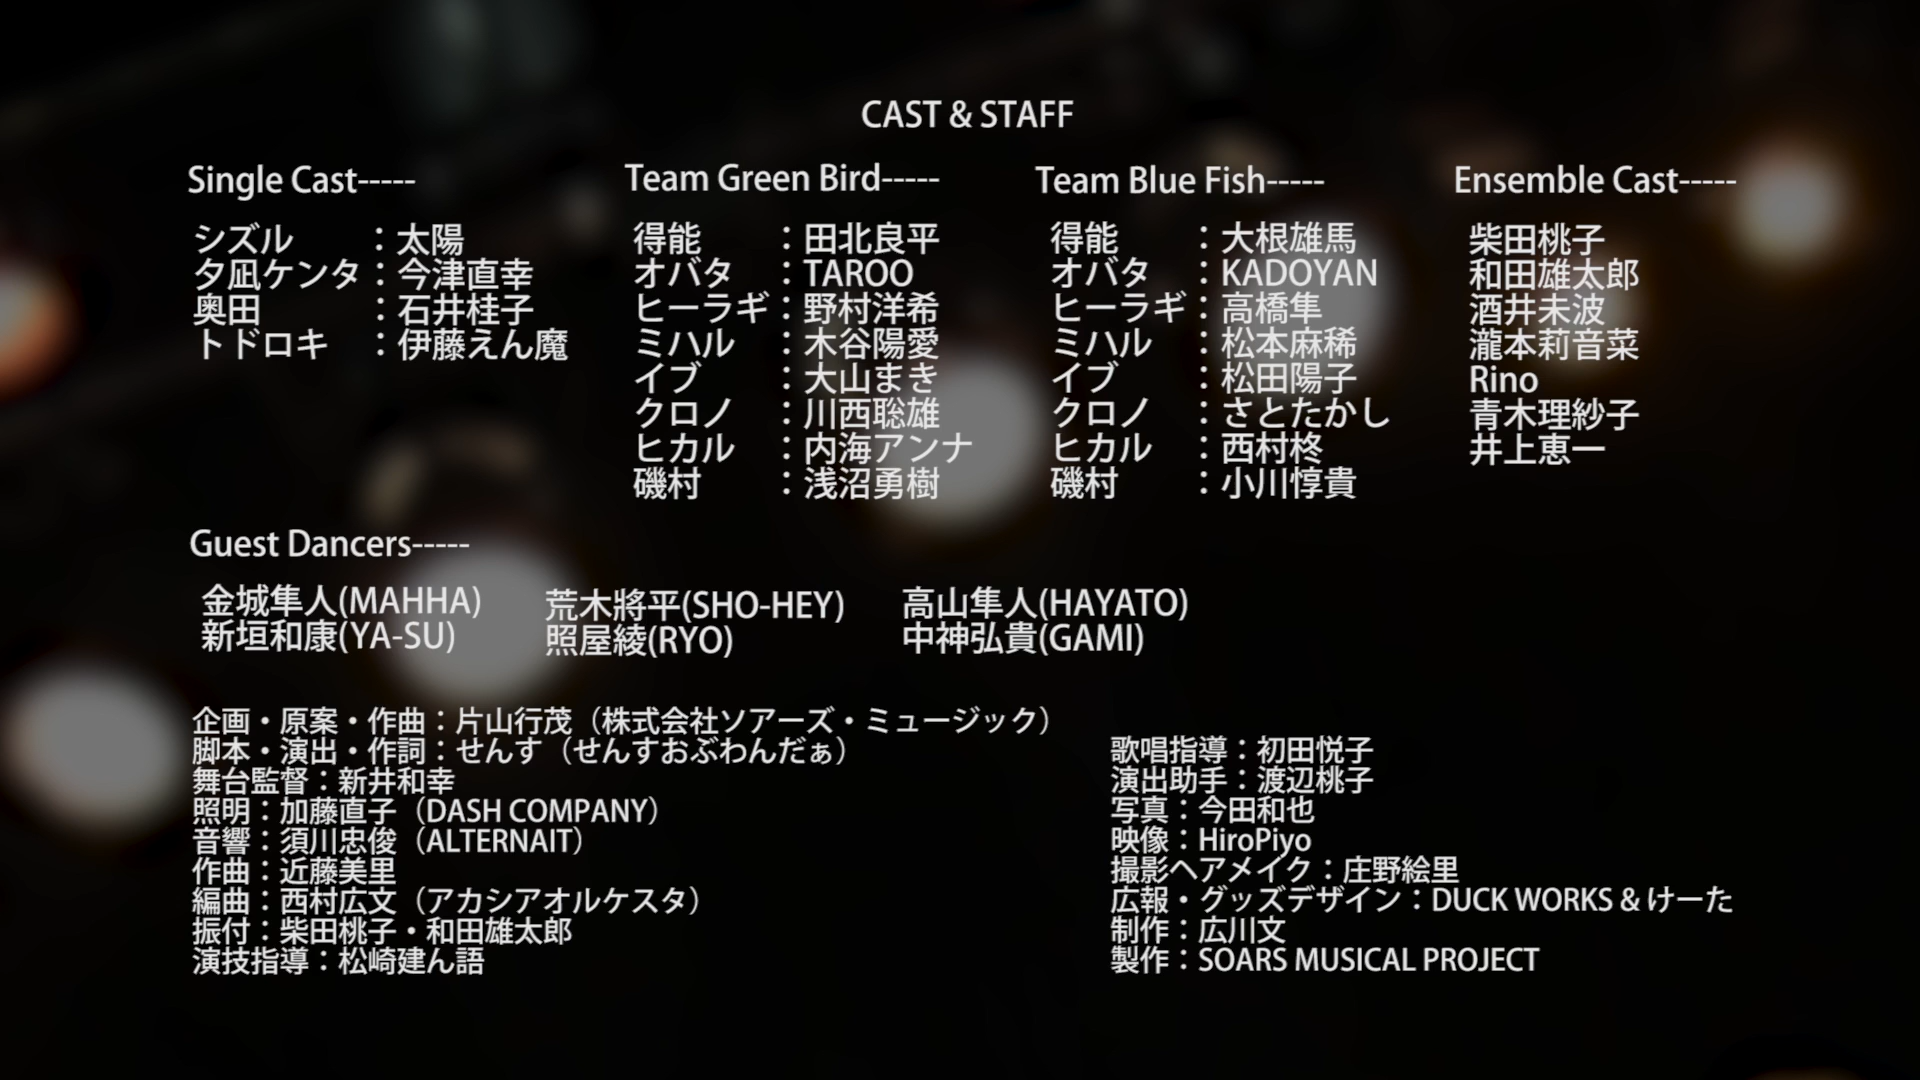 CAST & STAFF
Single Cast-----
シズル：太陽
夕凪ケンタ：今津直幸
奥田：石井桂子
トドロキ：伊藤えん魔
Team Green Bird-----
得能：田北良平
オバタ：TAROO
ヒーラギ：野村洋希
ミハル：木谷陽愛
イブ：大山まき
クロノ：川西聡雄
ヒカル：内海アンナ
磯村：浅沼勇樹
Team Blue Fish-----
得能：大根雄馬
オバタ：KADOYAN
ヒーラギ：高橋隼
ミハル：松本麻稀
イブ：松田陽子
クロノ：さとたかし
ヒカル：西村柊
磯村：小川惇貴
Ensemble Cast-----
柴田桃子
和田雄太郎
酒井未波
瀧本莉音菜
Rino
青木理紗子
井上恵一
Guest Dancers-----
金城隼人(MAHHA)
新垣和康(YA-SU)
荒木將平(SHO-HEY)
照屋綾(RYO)
高山隼人(HAYATO)
中神弘貴(GAMI)
企画・原案・作曲：片山行茂（株式会社ソアーズ・ミュージック）
脚本・演出・作詞：せんす（せんすおぶわんだぁ）
舞台監督：新井和幸
照明：加藤直子（DASH COMPANY）
音響：須川忠俊（ALTERNAIT）
作曲：近藤美里
編曲：西村広文（アカシアオルケスタ）
振付：柴田桃子・和田雄太郎
演技指導：松崎建ん語
歌唱指導：初田悦子
演出助手：渡辺桃子
写真：今田和也
映像：HiroPiyo
撮影ヘアメイク：庄野絵里
広報・グッズデザイン：DUCK WORKS & けーた
制作：広川文
製作：SOARS MUSICAL PROJECT